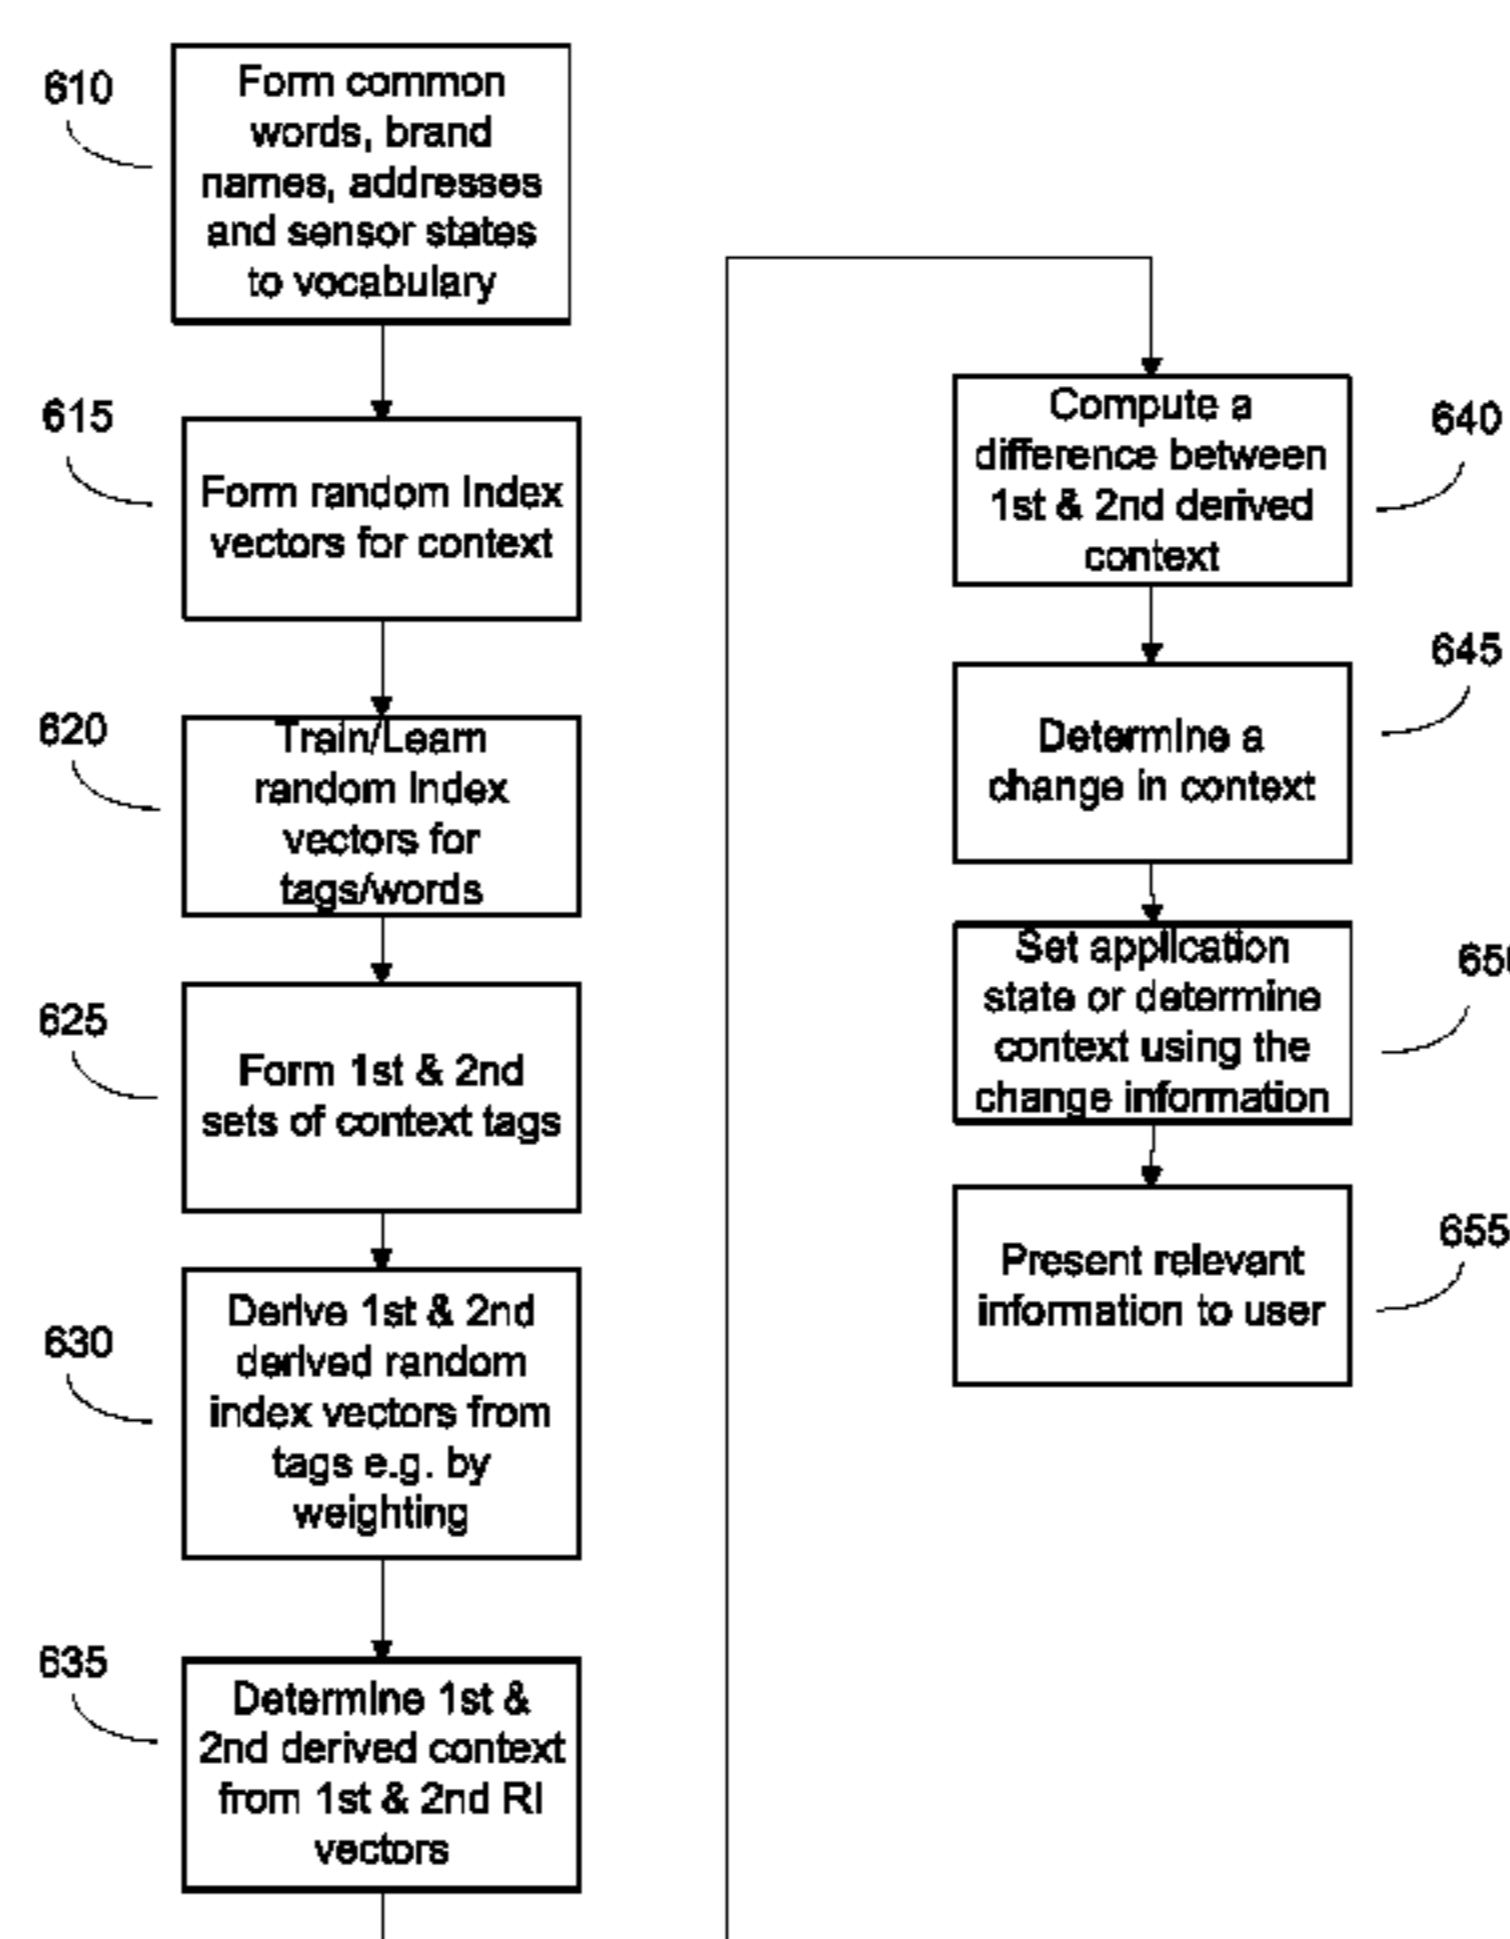 610
Form common
words, brand
names, addresses
and sensor states
to vocabulary
615
Form random index
vectors for context
620
Train/Learn
random index
vectors for
tags/words
625
Form 1st & 2nd
sets of context tags
630
Derive 1st & 2nd
derived random
index vectors from
tags e.g. by
weighting
635
Determine 1st &
2nd derived context
from 1st & 2nd RI
vectors
Compute a
difference between
1st & 2nd derived
context
640
Determine a
change in context
645
Set application
state or determine
context using the
change information
Present relevant
information to user
655